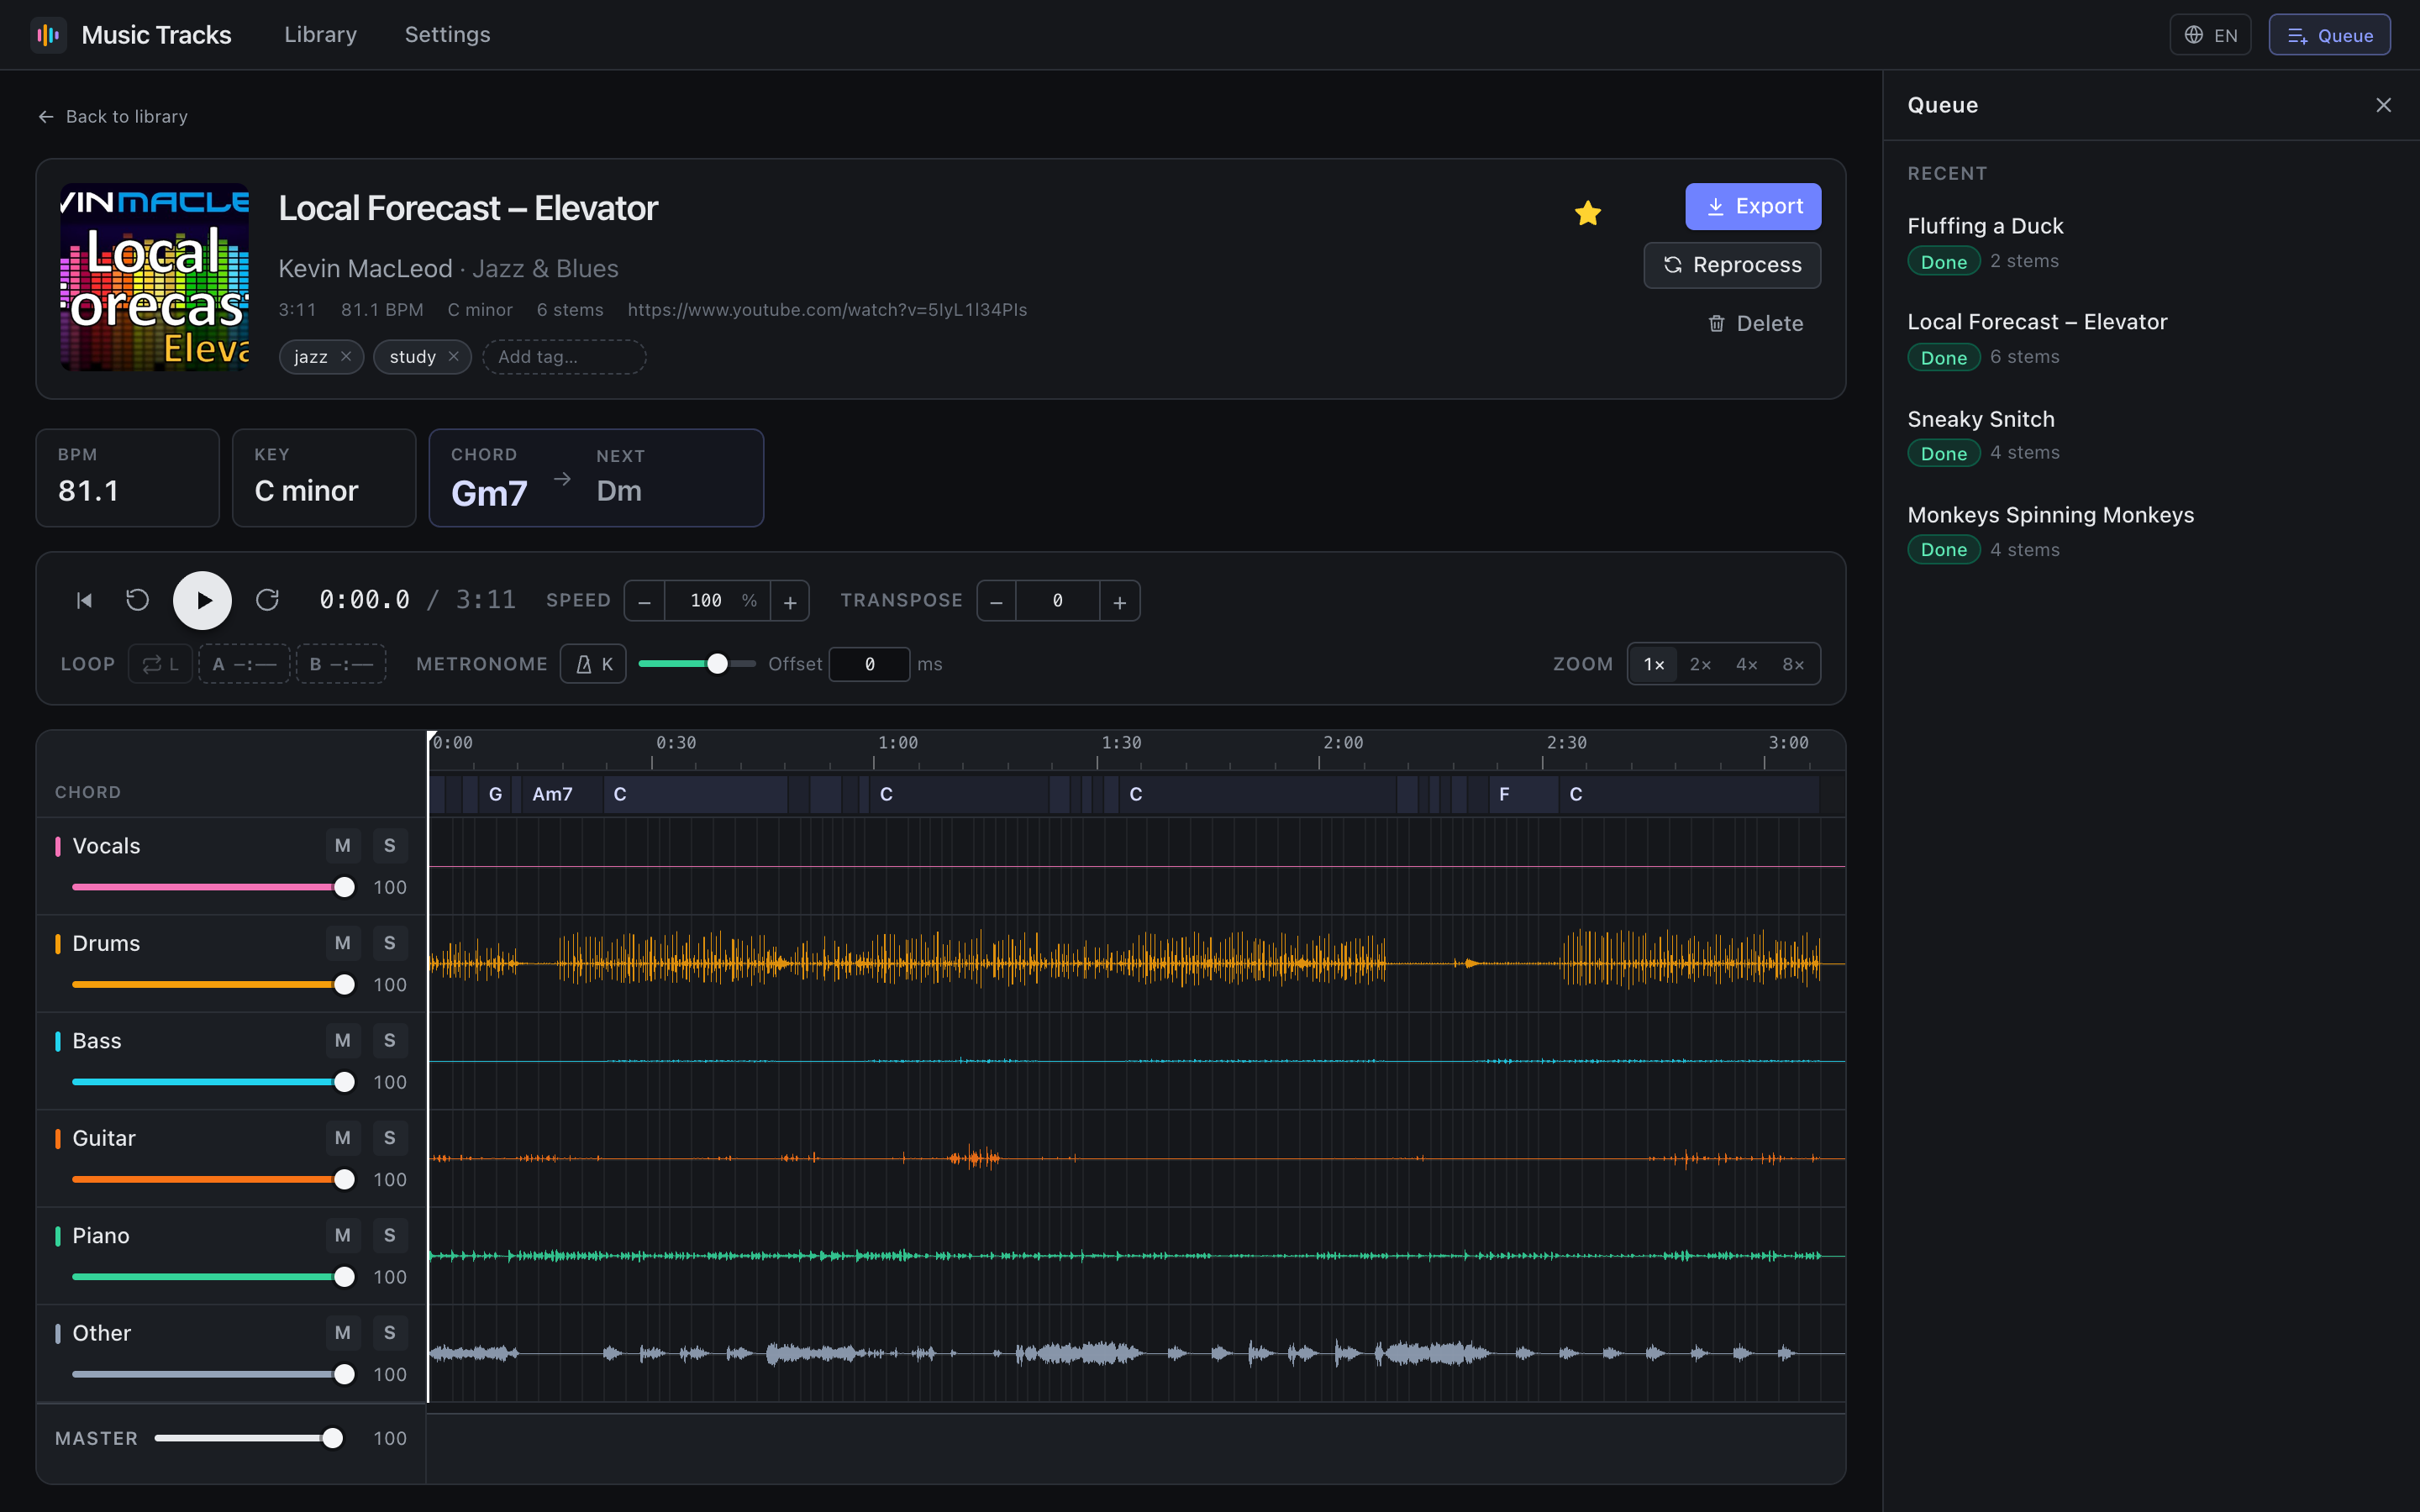 Music Tracks
Library
Settings
EN
Queue
Back to library
VINMACLE
Local
orecas
Eleva
Local Forecast – Elevator
Kevin MacLeod · Jazz & Blues
3:11 81.1 BPM C minor 6 stems https://www.youtube.com/watch?v=5IyL1I34PIs
jazz
study
Add tag...
Export
Reprocess
Delete
BPM
81.1
KEY
C minor
CHORD
Gm7
NEXT
Dm
0:00.0 / 3:11
SPEED − 100 % +
TRANSPOSE − 0 +
LOOP L A –:–– B –:––
METRONOME K Offset 0 ms
ZOOM 1× 2× 4× 8×
0:00 0:30 1:00 1:30 2:00 2:30 3:00
CHORD G Am7 C C C F C
Vocals M S
100
Drums M S
100
Bass M S
100
Guitar M S
100
Piano M S
100
Other M S
100
MASTER 100
Queue
RECENT
Fluffing a Duck
Done 2 stems
Local Forecast – Elevator
Done 6 stems
Sneaky Snitch
Done 4 stems
Monkeys Spinning Monkeys
Done 4 stems